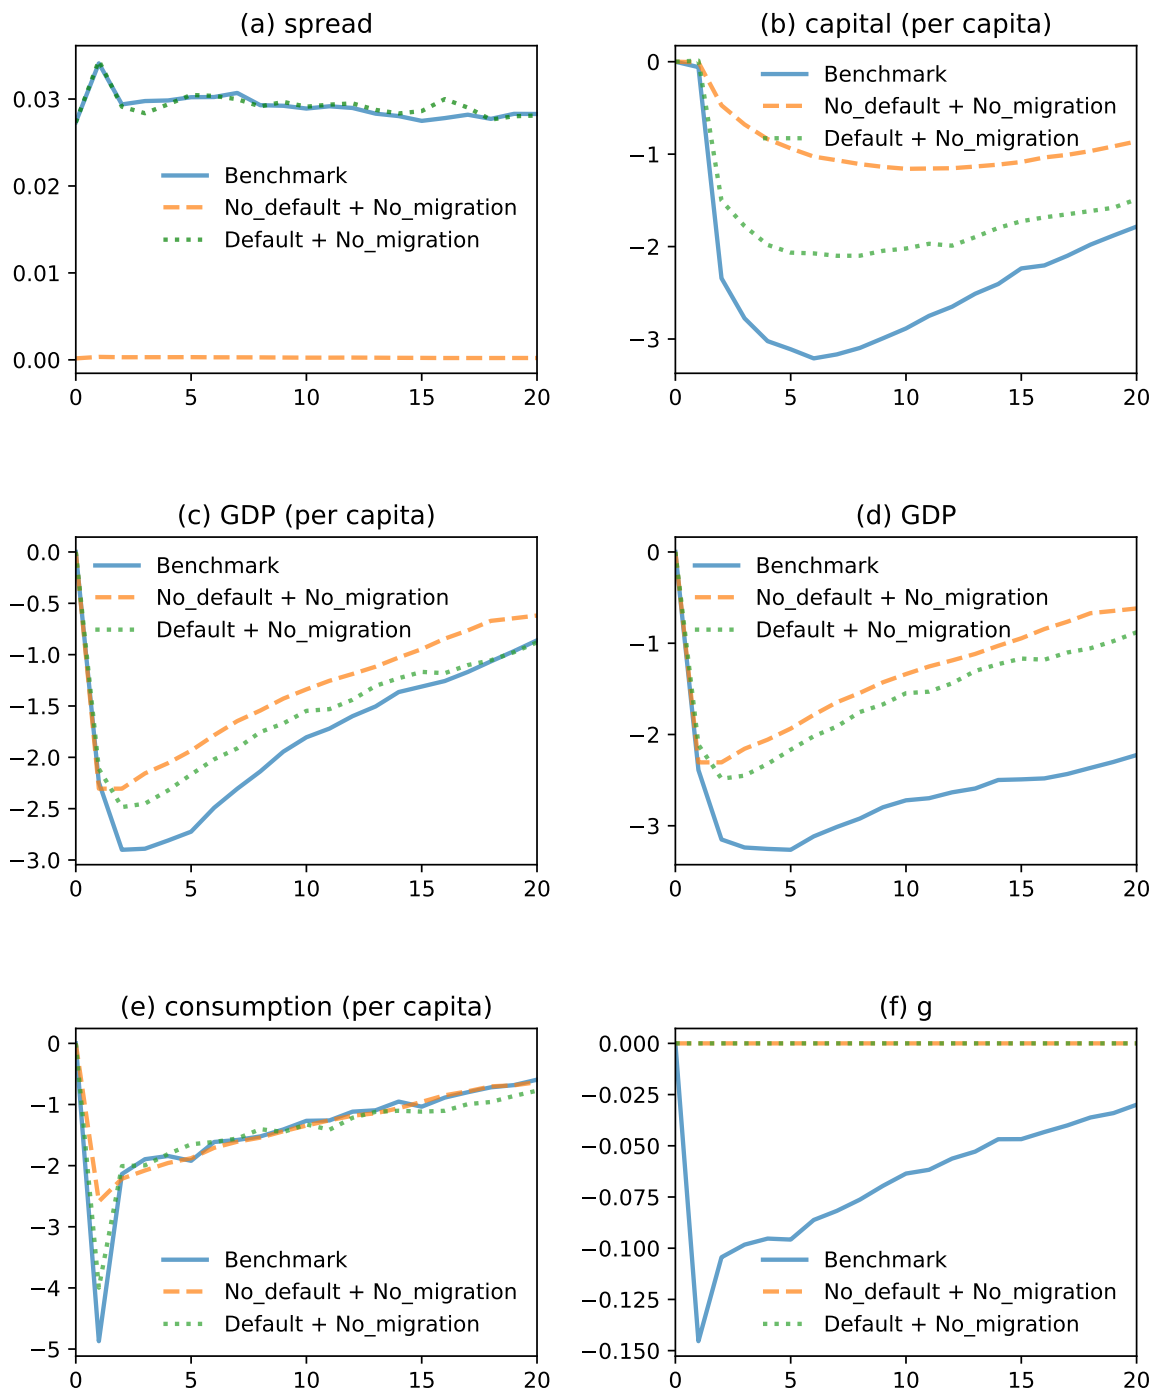 (a) spread
0.03
0.02
0.01
0.00
0 5 10 15 20
Benchmark
No_default + No_migration
Default + No_migration
(b) capital (per capita)
0
−1
−2
−3
0 5 10 15 20
Benchmark
No_default + No_migration
Default + No_migration
(c) GDP (per capita)
0.0
−0.5
−1.0
−1.5
−2.0
−2.5
−3.0
0 5 10 15 20
Benchmark
No_default + No_migration
Default + No_migration
(d) GDP
0
−1
−2
−3
0 5 10 15 20
Benchmark
No_default + No_migration
Default + No_migration
(e) consumption (per capita)
0
−1
−2
−3
−4
−5
0 5 10 15 20
Benchmark
No_default + No_migration
Default + No_migration
(f) g
0.000
−0.025
−0.050
−0.075
−0.100
−0.125
−0.150
0 5 10 15 20
Benchmark
No_default + No_migration
Default + No_migration